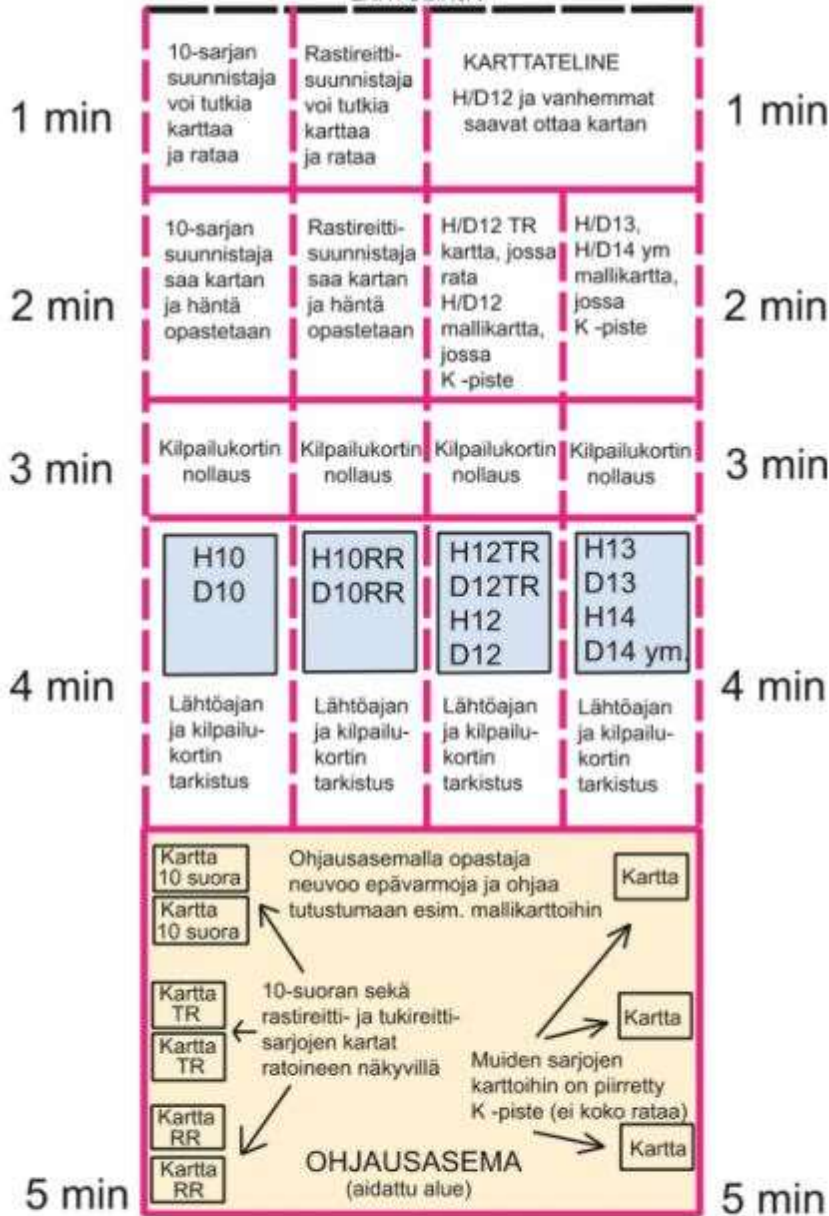 1 min
10-sarjan
suunnistaja
voi tutkia
karttaa
ja rataa
Rastireitti-
suunnistaja
voi tutkia
karttaa
ja rataa
KARTTATELINE
H/D12 ja vanhemmat
saavat ottaa kartan
1 min
2 min
10-sarjan
suunnistaja
saa kartan
ja häntä
opastetaan
Rastireitti-
suunnistaja
saa kartan
ja häntä
opastetaan
H/D12 TR
kartta, jossa
rata
H/D12
mallikartta,
jossa
K -piste
H/D13,
H/D14 ym
mallikartta,
jossa
K -piste
2 min
3 min
Kilpailukortin
nollaus
Kilpailukortin
nollaus
Kilpailukortin
nollaus
Kilpailukortin
nollaus
3 min
4 min
H10
D10
Lähtöajan
ja kilpailu-
kortin
tarkistus
H10RR
D10RR
Lähtöajan
ja kilpailu-
kortin
tarkistus
H12TR
D12TR
H12
D12
Lähtöajan
ja kilpailu-
kortin
tarkistus
H13
D13
H14
D14 ym.
Lähtöajan
ja kilpailu-
kortin
tarkistus
4 min
Kartta
10 suora
Kartta
10 suora
Ohjausasemalla opastaja
neuvoo epävarmoja ja ohjaa
tutustumaan esim. mallikarttoihin
Kartta
Kartta
TR
Kartta
TR
10-suoran sekä
rastireitti- ja tukireitti-
sarjojen kartat
ratoineen näkyvillä
Kartta
Muiden sarjojen
karttoihin on piirretty
K -piste (ei koko rataa)
Kartta
RR
Kartta
RR
Kartta
OHJAUSASEMA
(aidattu alue)
5 min
5 min